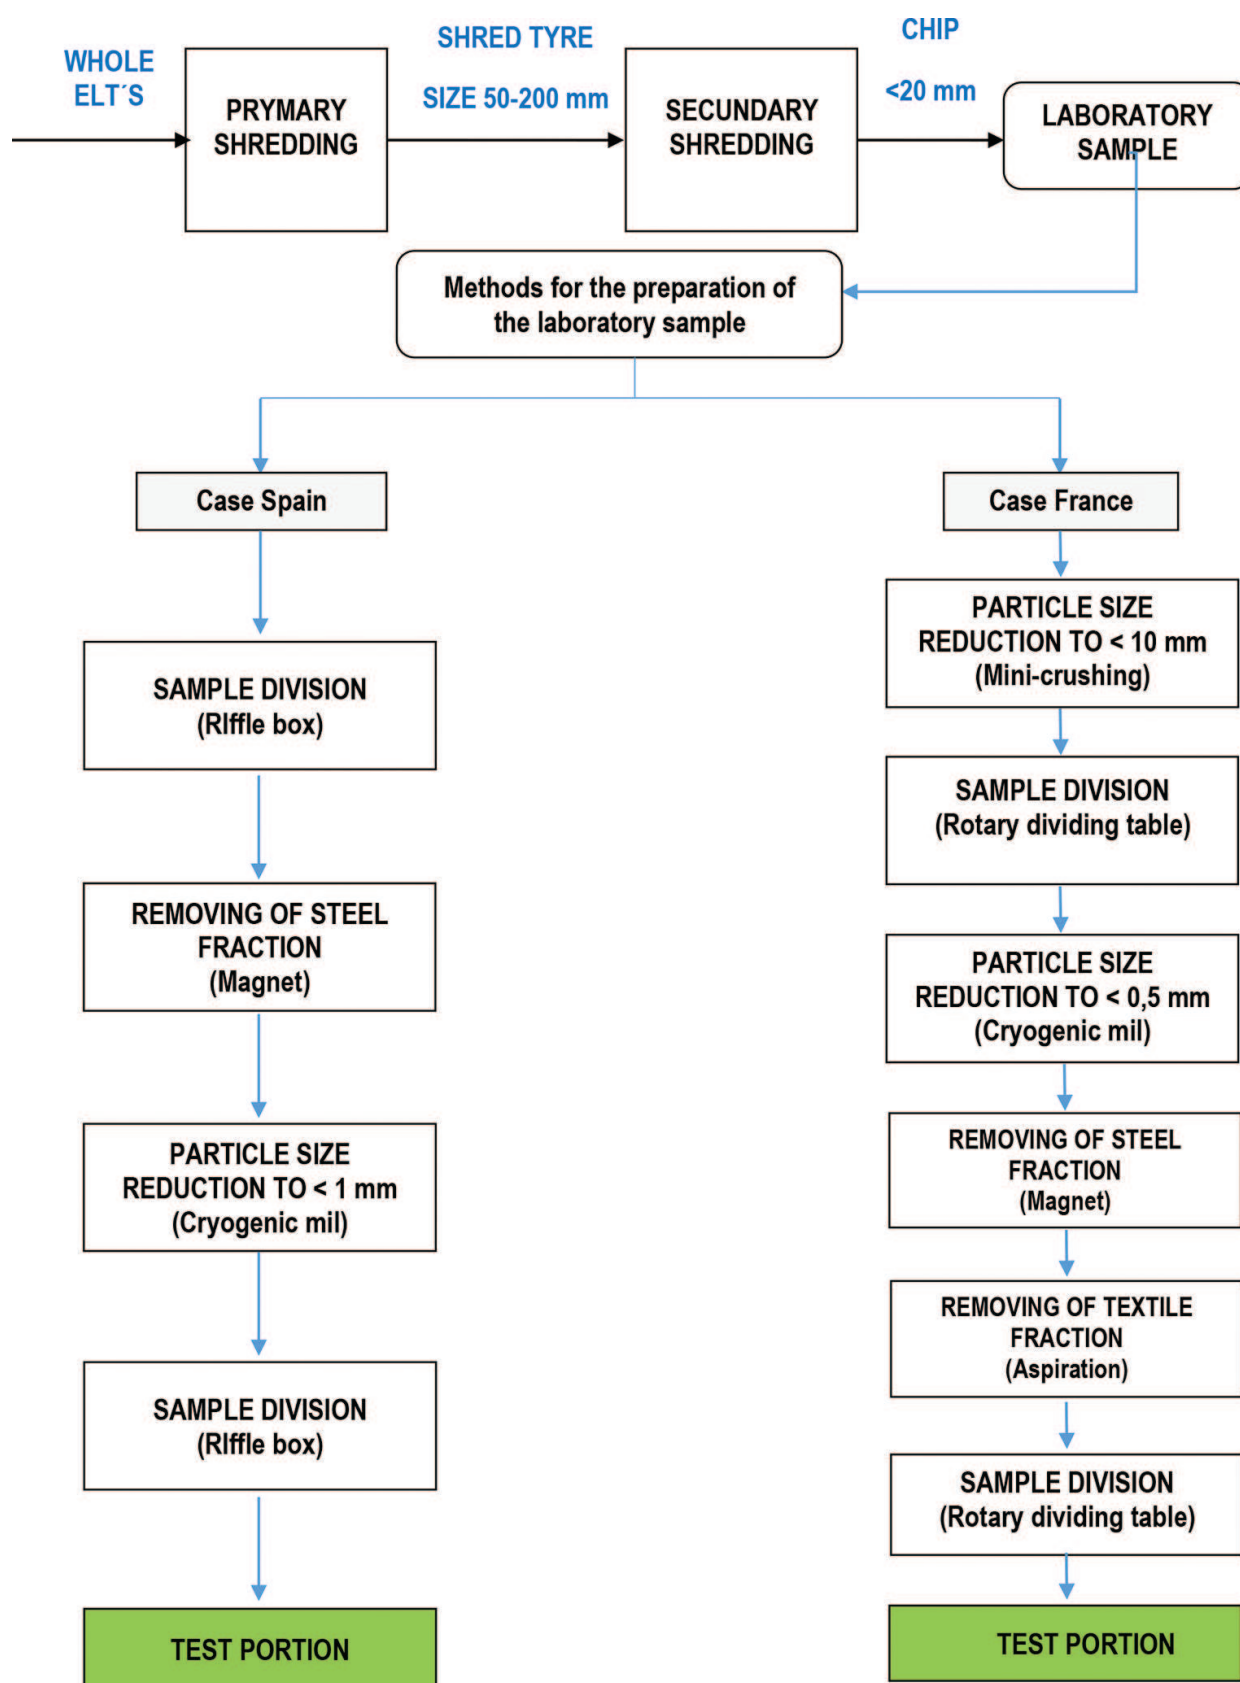 WHOLE
ELT´S
PRYMARY
SHREDDING
SHRED TYRE
SIZE 50-200 mm
SECUNDARY
SHREDDING
CHIP
<20 mm
LABORATORY
SAMPLE
Methods for the preparation of
the laboratory sample
Case Spain
SAMPLE DIVISION
(RIffle box)
REMOVING OF STEEL
FRACTION
(Magnet)
PARTICLE SIZE
REDUCTION TO < 1 mm
(Cryogenic mil)
SAMPLE DIVISION
(RIffle box)
TEST PORTION
Case France
PARTICLE SIZE
REDUCTION TO < 10 mm
(Mini-crushing)
SAMPLE DIVISION
(Rotary dividing table)
PARTICLE SIZE
REDUCTION TO < 0,5 mm
(Cryogenic mil)
REMOVING OF STEEL
FRACTION
(Magnet)
REMOVING OF TEXTILE
FRACTION
(Aspiration)
SAMPLE DIVISION
(Rotary dividing table)
TEST PORTION